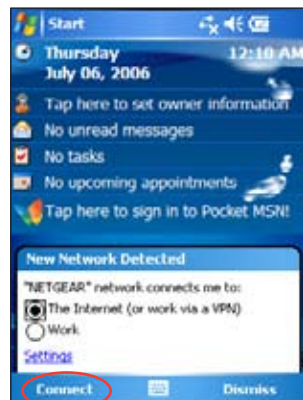 Start
Thursday 12:10 AM
July 06, 2006
Tap here to set owner information
No unread messages
No tasks
No upcoming appointments
Tap here to sign in to Pocket MSN!
New Network Detected
"NETGEAR" network connects me to:
The Internet (or work via a VPN)
Work
Settings
Connect Dismiss